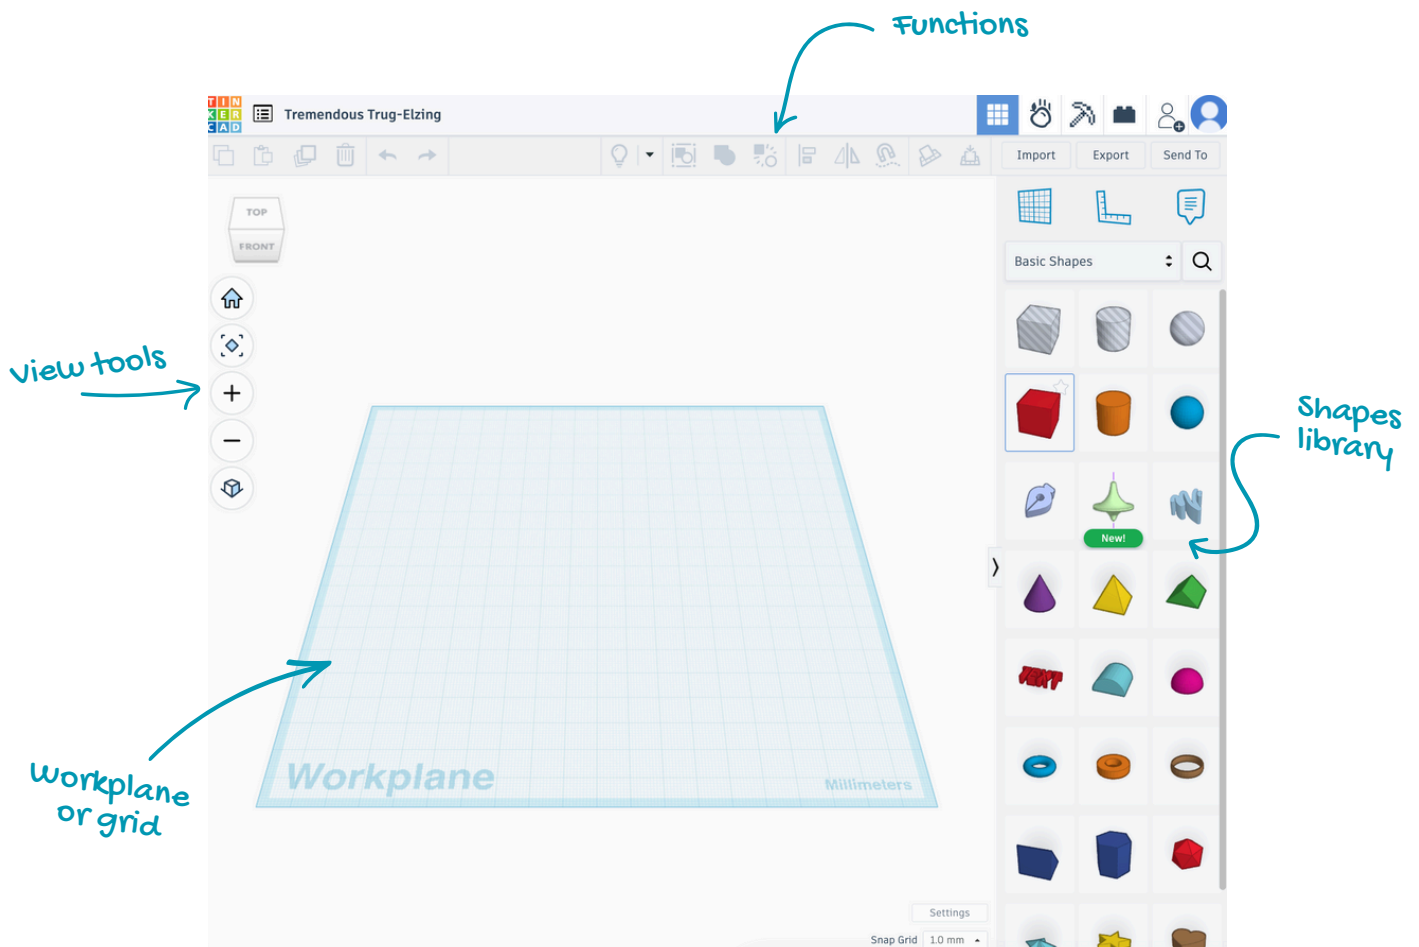 Functions
TIN
KER
CAD
Tremendous Trug-Elzing
Import
Export
Send To
TOP
FRONT
Basic Shapes
View tools
Shapes
library
New!
TEXT
Workplane
Millimeters
Workplane
or grid
Settings
Snap Grid 1.0 mm